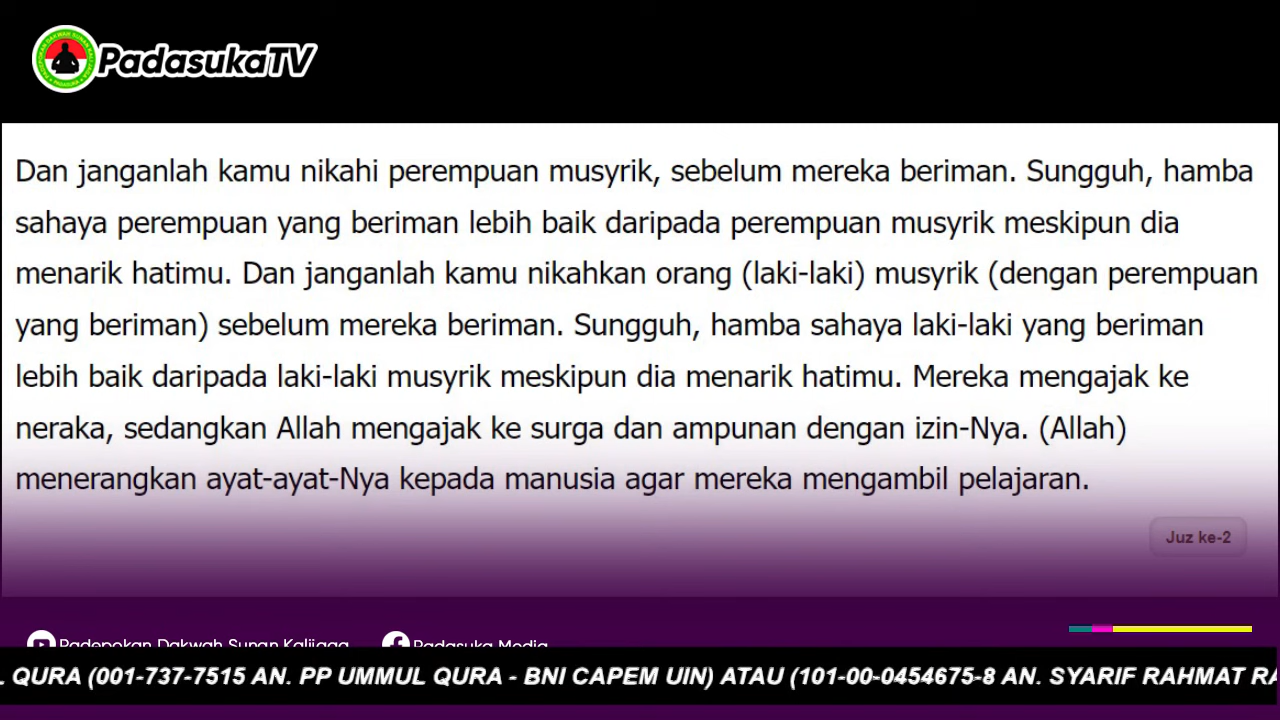 PadasukaTV
Dan janganlah kamu nikahi perempuan musyrik, sebelum mereka beriman. Sungguh, hamba
sahaya perempuan yang beriman lebih baik daripada perempuan musyrik meskipun dia
menarik hatimu. Dan janganlah kamu nikahkan orang (laki-laki) musyrik (dengan perempuan
yang beriman) sebelum mereka beriman. Sungguh, hamba sahaya laki-laki yang beriman
lebih baik daripada laki-laki musyrik meskipun dia menarik hatimu. Mereka mengajak ke
neraka, sedangkan Allah mengajak ke surga dan ampunan dengan izin-Nya. (Allah)
menerangkan ayat-ayat-Nya kepada manusia agar mereka mengambil pelajaran.
Juz ke-2
Padepokan Dakwah Sunan Kalijaga Padasuka Media
QURA (001-737-7515 AN. PP UMMUL QURA - BNI CAPEM UIN) ATAU (101-00-0454675-8 AN. SYARIF RAHMAT